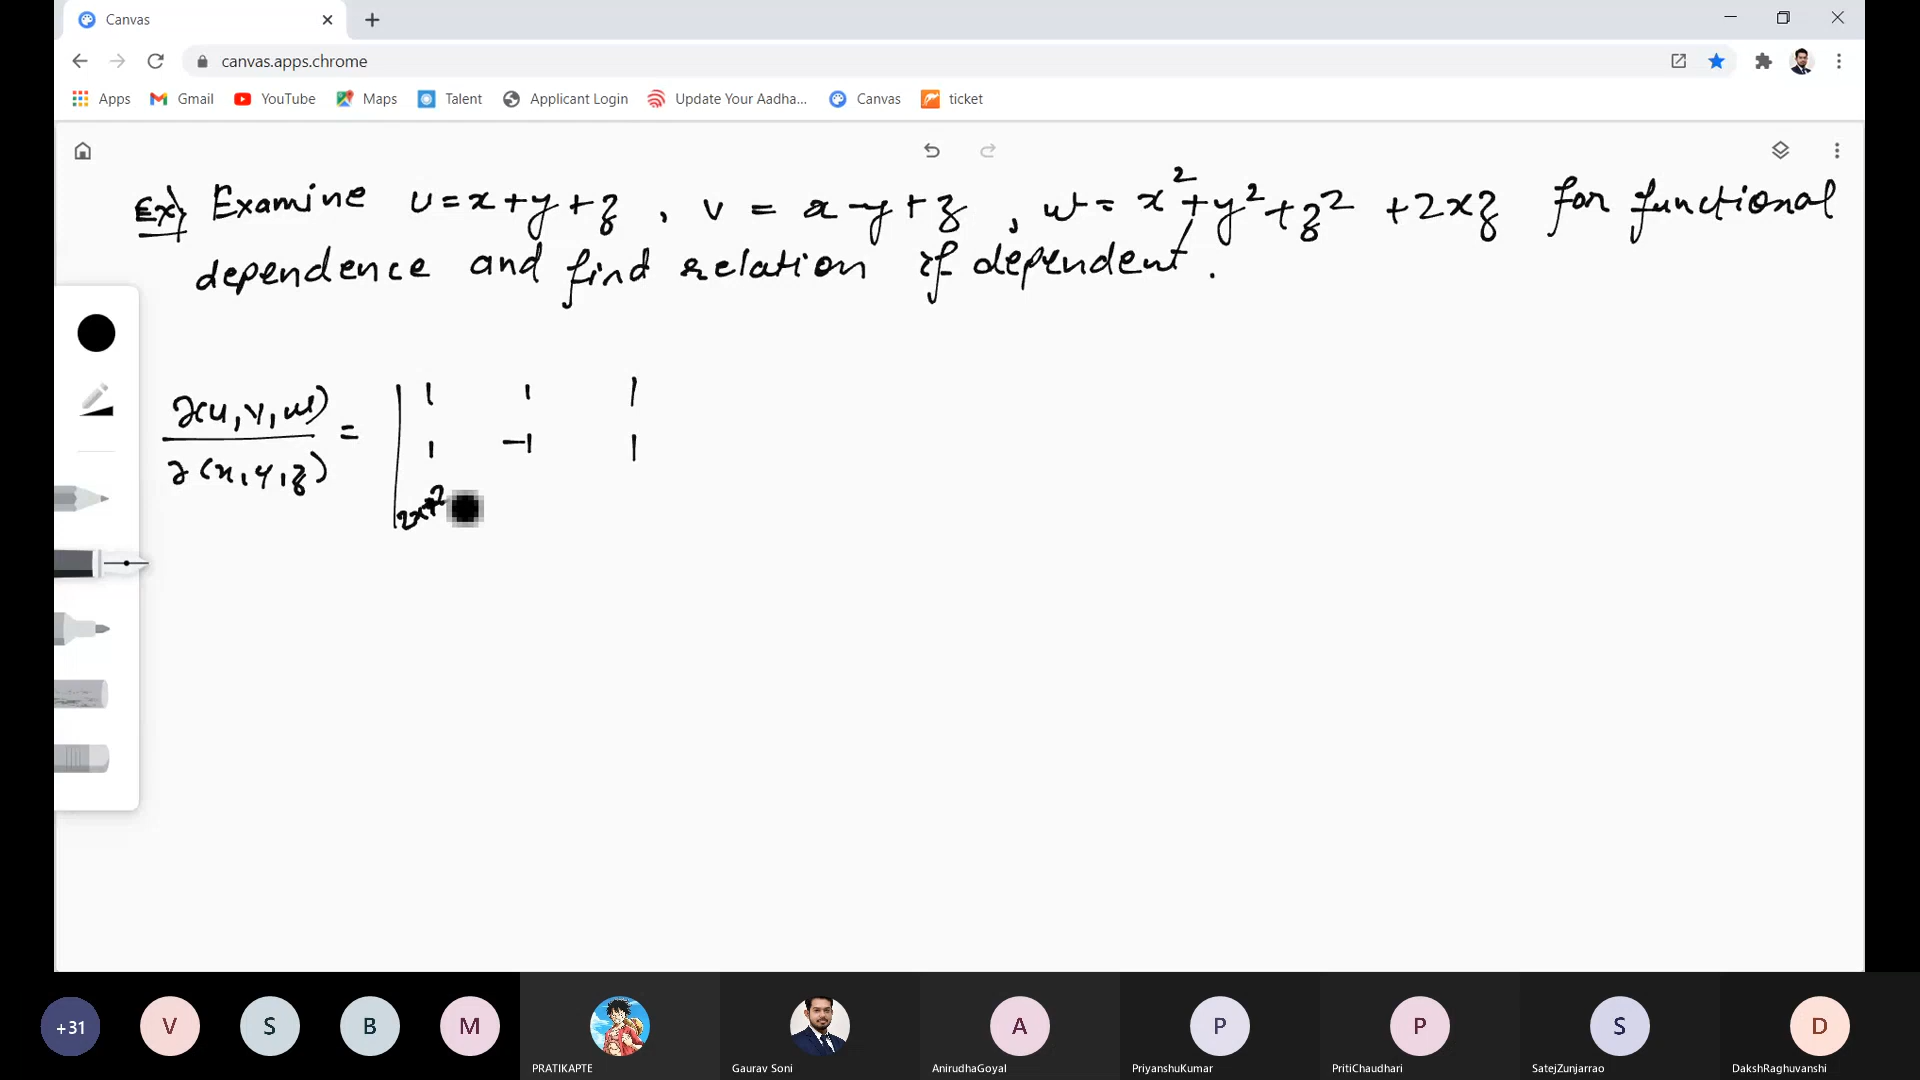 Canvas
canvas.apps.chrome
Apps Gmail YouTube Maps Talent Applicant Login Update Your Aadha... Canvas ticket
Ex) Examine u=x+y+z , v = x-y+z , w = x²+y²+z² +2xz for functional
dependence and find relation if dependent.
∂(u,v,w) / ∂(x,y,z) = | 1 1 1
1 -1 1
2x+2
+31 V S B M A P P S D
PRATIKAPTE Gaurav Soni AnirudhaGoyal PriyanshuKumar PritiChaudhari SatejZunjarrao DakshRaghuvanshi